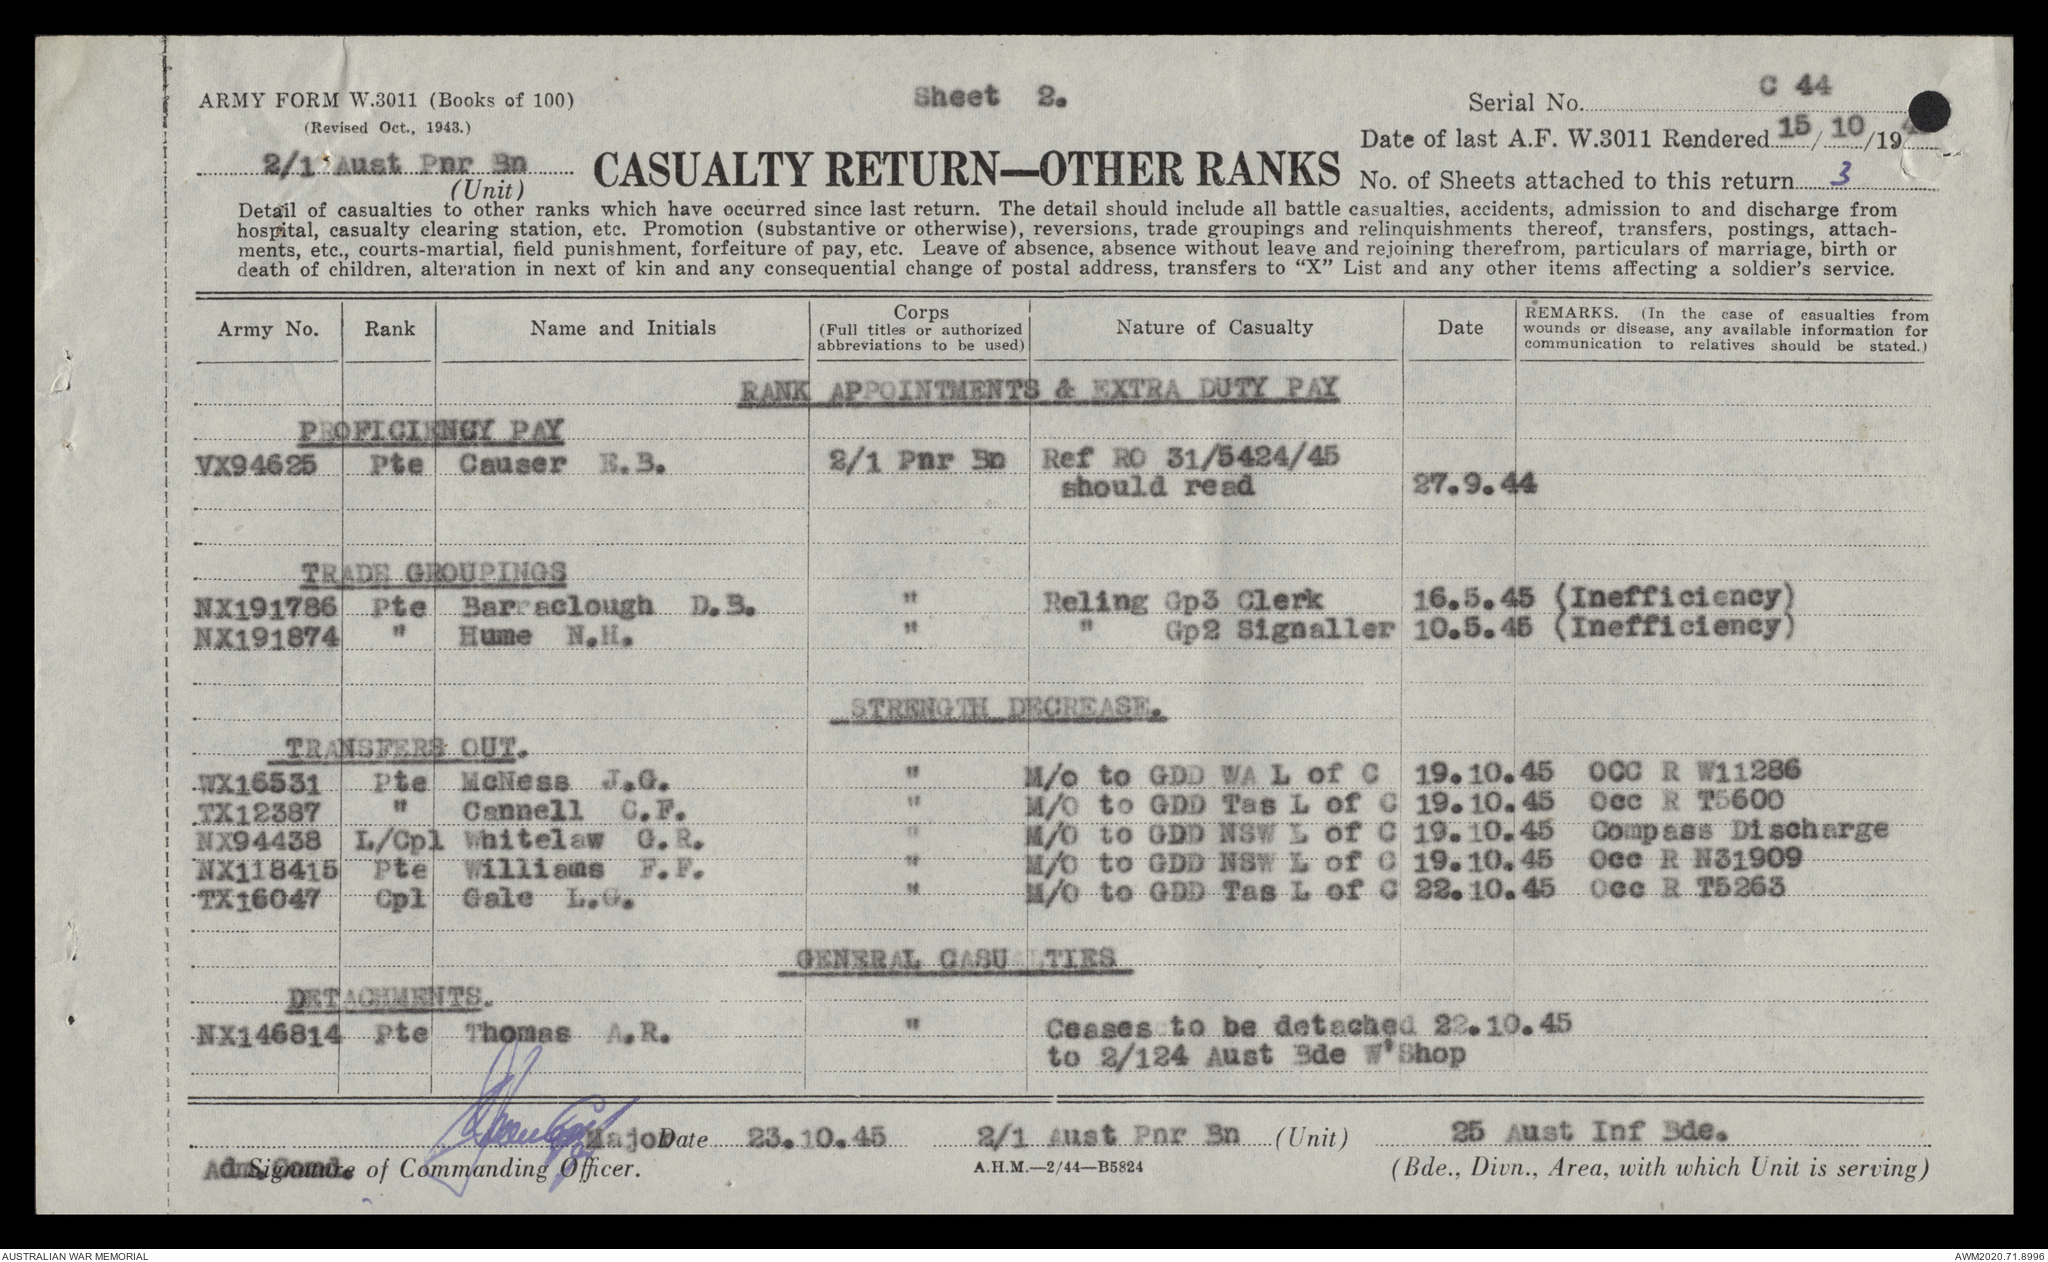 ARMY FORM W.3011 (Books of 100)
(Revised Oct., 1943.)
Sheet 2.
Serial No. C 44
Date of last A.F. W.3011 Rendered 15/10/19
2/1 Aust Pnr Bn
(Unit)
CASUALTY RETURN—OTHER RANKS
No. of Sheets attached to this return 3
Detail of casualties to other ranks which have occurred since last return. The detail should include all battle casualties, accidents, admission to and discharge from
hospital, casualty clearing station, etc. Promotion (substantive or otherwise), reversions, trade groupings and relinquishments thereof, transfers, postings, attach-
ments, etc., courts-martial, field punishment, forfeiture of pay, etc. Leave of absence, absence without leave and rejoining therefrom, particulars of marriage, birth or
death of children, alteration in next of kin and any consequential change of postal address, transfers to “X” List and any other items affecting a soldier’s service.
Army No. Rank Name and Initials Corps (Full titles or authorized abbreviations to be used) Nature of Casualty Date REMARKS. (In the case of casualties from wounds or disease, any available information for communication to relatives should be stated.)
RANK APPOINTMENTS & EXTRA DUTY PAY
PROFICIENCY PAY
VX94625 Pte Causer E.B. 2/1 Pnr Bn Ref RO 31/5424/45
should read 27.9.44
TRADE GROUPINGS
NX191786 Pte Barraclough D.B. " Reling Gp3 Clerk 16.5.45 (Inefficiency)
NX191874 " Hume N.H. " " Gp2 Signaller 10.5.45 (Inefficiency)
STRENGTH DECREASE.
TRANSFERS OUT.
WX16531 Pte McNess J.G. " M/o to GDD WA L of C 19.10.45 OCC R W11286
TX12387 " Cannell C.F. " M/O to GDD Tas L of C 19.10.45 Occ R T5600
NX94438 L/Cpl Whitelaw G.R. " M/O to GDD NSW L of C 19.10.45 Compass Discharge
NX118415 Pte Williams F.F. " M/O to GDD NSW L of C 19.10.45 Occ R N31909
TX16047 Cpl Gale L.G. " M/O to GDD Tas L of C 22.10.45 Occ R T5263
GENERAL CASUALTIES
DETACHMENTS.
NX146814 Pte Thomas A.R. " Ceases to be detached 22.10.45
to 2/124 Aust Bde W'Shop
Major Date 23.10.45 2/1 Aust Pnr Bn (Unit) 25 Aust Inf Bde.
Adm. Comd. Signature of Commanding Officer. A.H.M.—2/44—B5824 (Bde., Divn., Area, with which Unit is serving)
AUSTRALIAN WAR MEMORIAL
AWM2020.71.8996